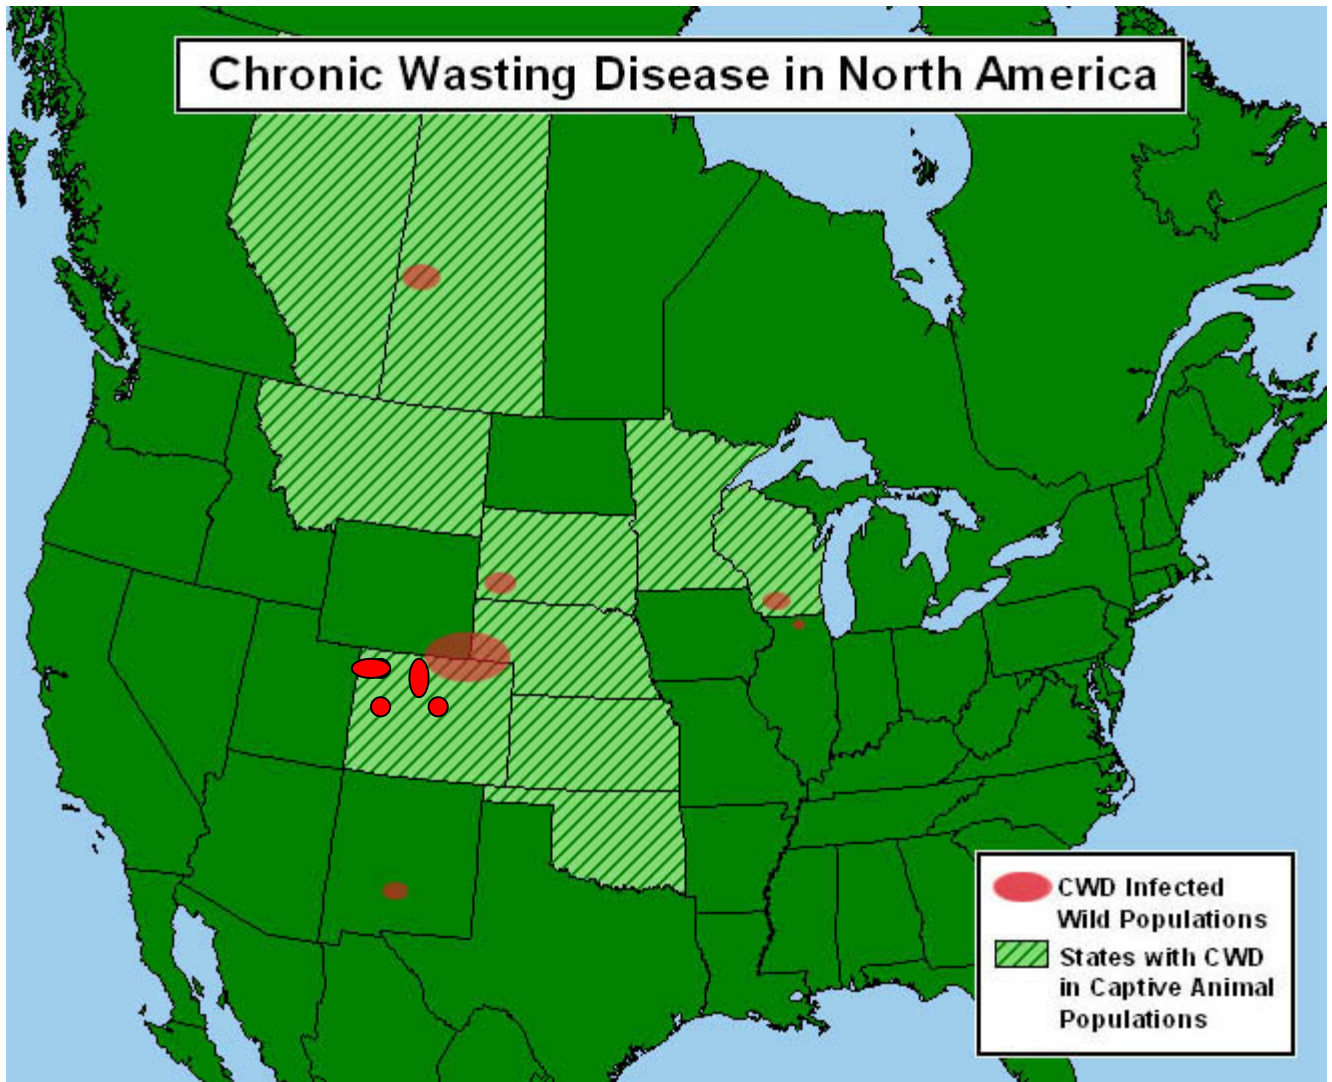 Chronic Wasting Disease in North America
CWD Infected
Wild Populations
States with CWD
in Captive Animal
Populations